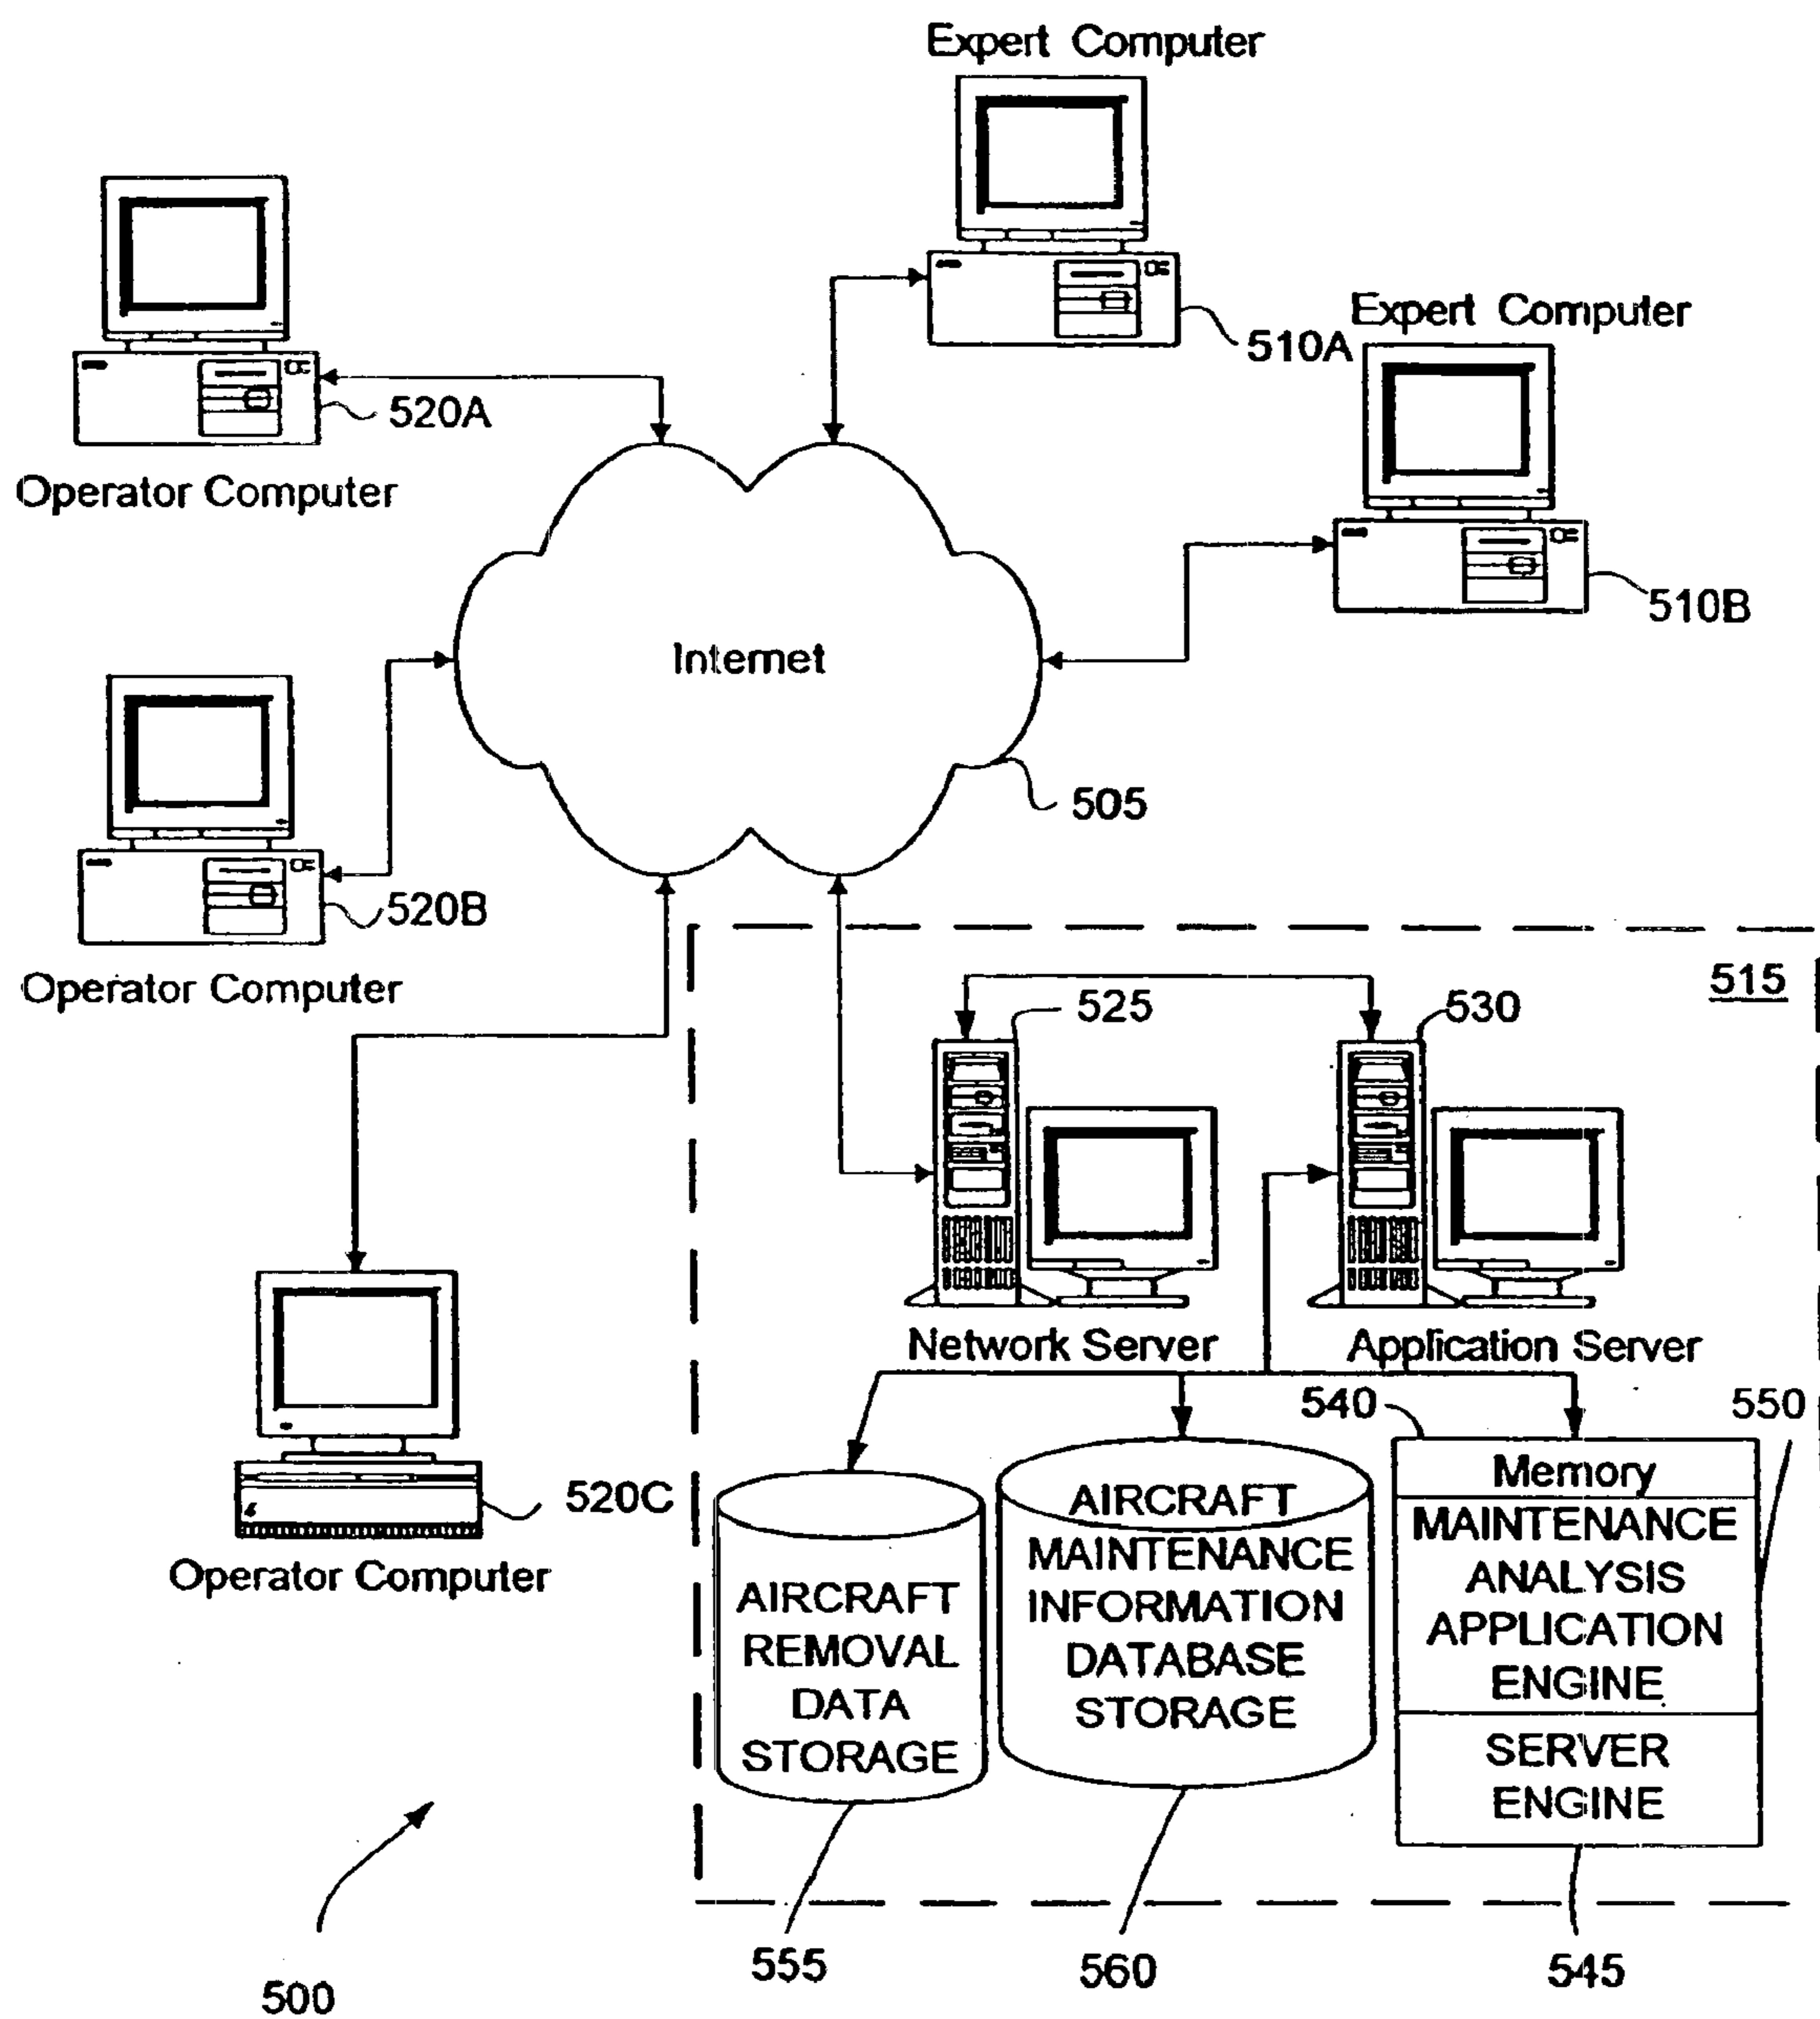 Expert Computer
510A
Expert Computer
510B
520A
Operator Computer
Internet
505
520B
Operator Computer
515
525
530
Network Server
Application Server
540
550
520C
Operator Computer
AIRCRAFT
REMOVAL
DATA
STORAGE
AIRCRAFT
MAINTENANCE
INFORMATION
DATABASE
STORAGE
Memory
MAINTENANCE
ANALYSIS
APPLICATION
ENGINE
SERVER
ENGINE
500
555
560
545